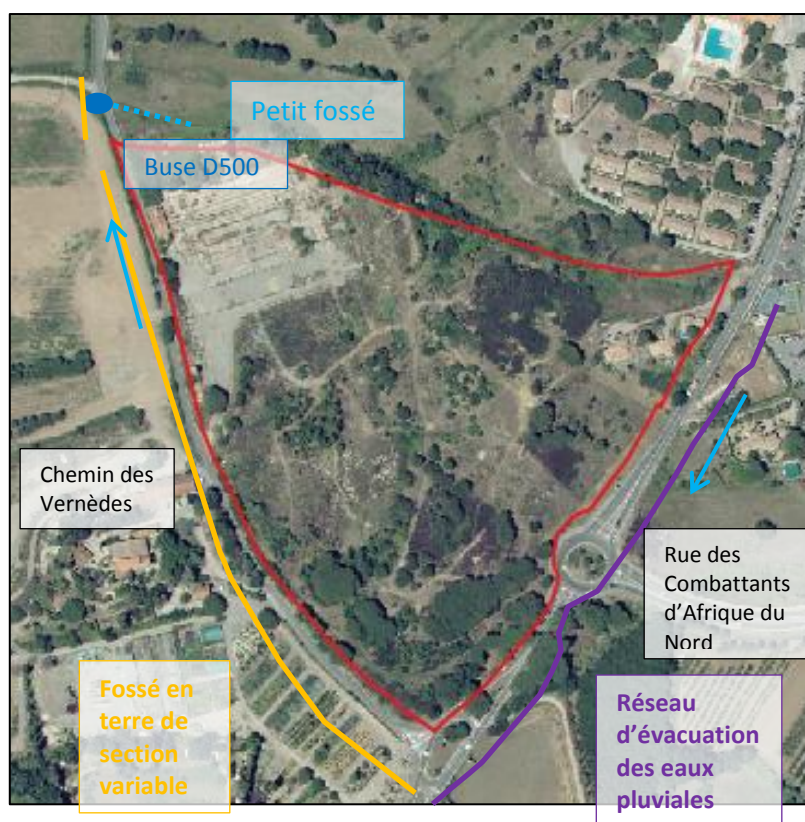 Petit fossé
Buse D500
Chemin des
Vernèdes
Rue des
Combattants
d’Afrique du
Nord
Fossé en
terre de
section
variable
Réseau
d’évacuation
des eaux
pluviales